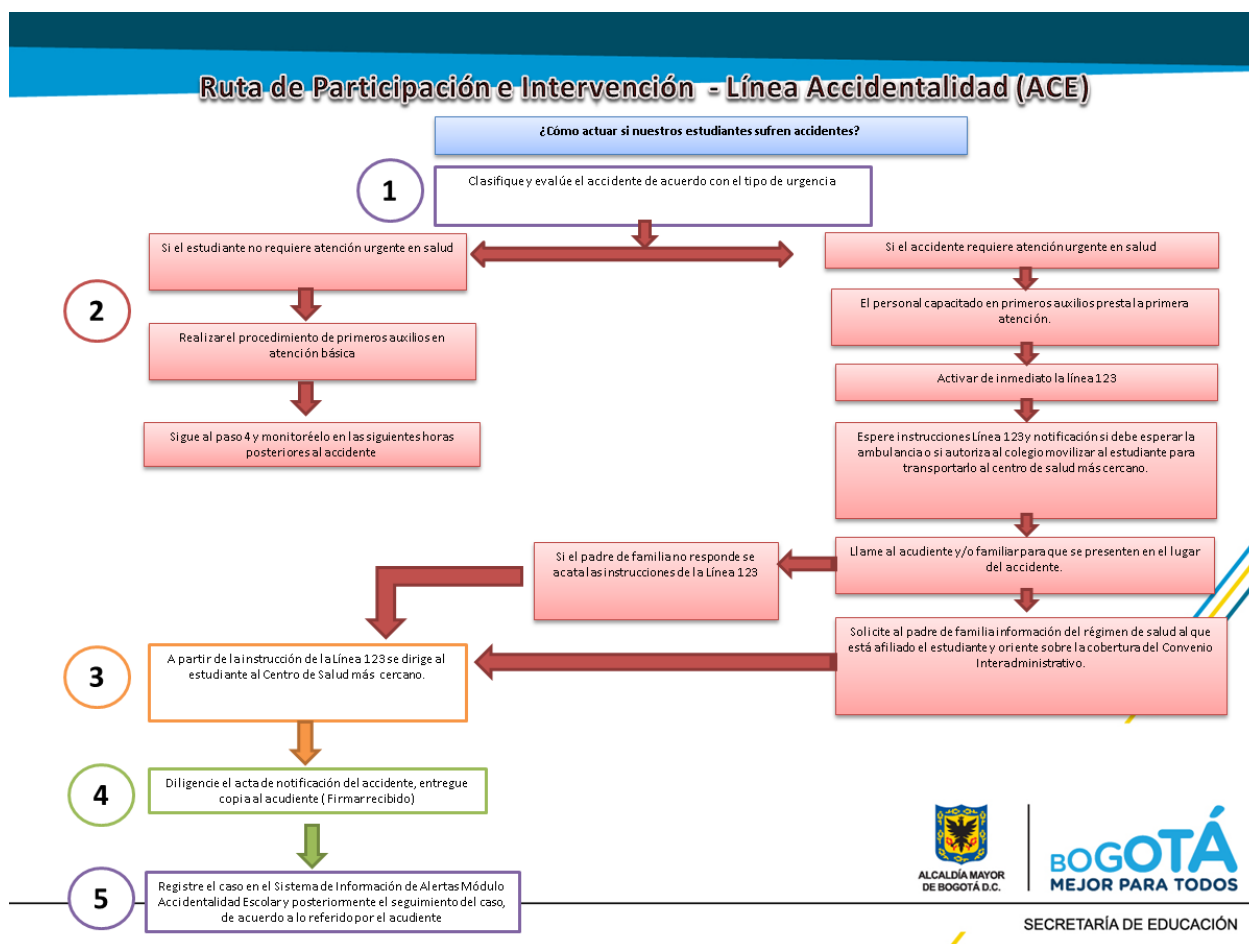 Ruta de Participación e Intervención - Línea Accidentalidad (ACE)
¿Cómo actuar si nuestros estudiantes sufren accidentes?
1
Clasifique y evalúe el accidente de acuerdo con el tipo de urgencia
Si el estudiante no requiere atención urgente en salud
Si el accidente requiere atención urgente en salud
2
El personal capacitado en primeros auxilios presta la primera
atención.
Realizar el procedimiento de primeros auxilios en
atención básica
Activar de inmediato la línea 123
Sigue al paso 4 y monitoréelo en las siguientes horas
posteriores al accidente
Espere instrucciones Línea 123 y notificación si debe esperar la
ambulancia o si autoriza al colegio movilizar al estudiante para
transportarlo al centro de salud más cercano.
Llame al acudiente y/o familiar para que se presenten en el lugar
del accidente.
Si el padre de familia no responde se
acata las instrucciones de la Línea 123
Solicite al padre de familia información del régimen de salud al que
está afiliado el estudiante y oriente sobre la cobertura del Convenio
Interadministrativo.
3
A partir de la instrucción de la Línea 123 se dirige al
estudiante al Centro de Salud más cercano.
4
Diligencie el acta de notificación del accidente, entregue
copia al acudiente ( Firmar recibido)
5
Registre el caso en el Sistema de Información de Alertas Módulo
Accidentalidad Escolar y posteriormente el seguimiento del caso,
de acuerdo a lo referido por el acudiente
ALCALDÍA MAYOR
DE BOGOTÁ D.C.
BOGOTÁ
MEJOR PARA TODOS
SECRETARÍA DE EDUCACIÓN